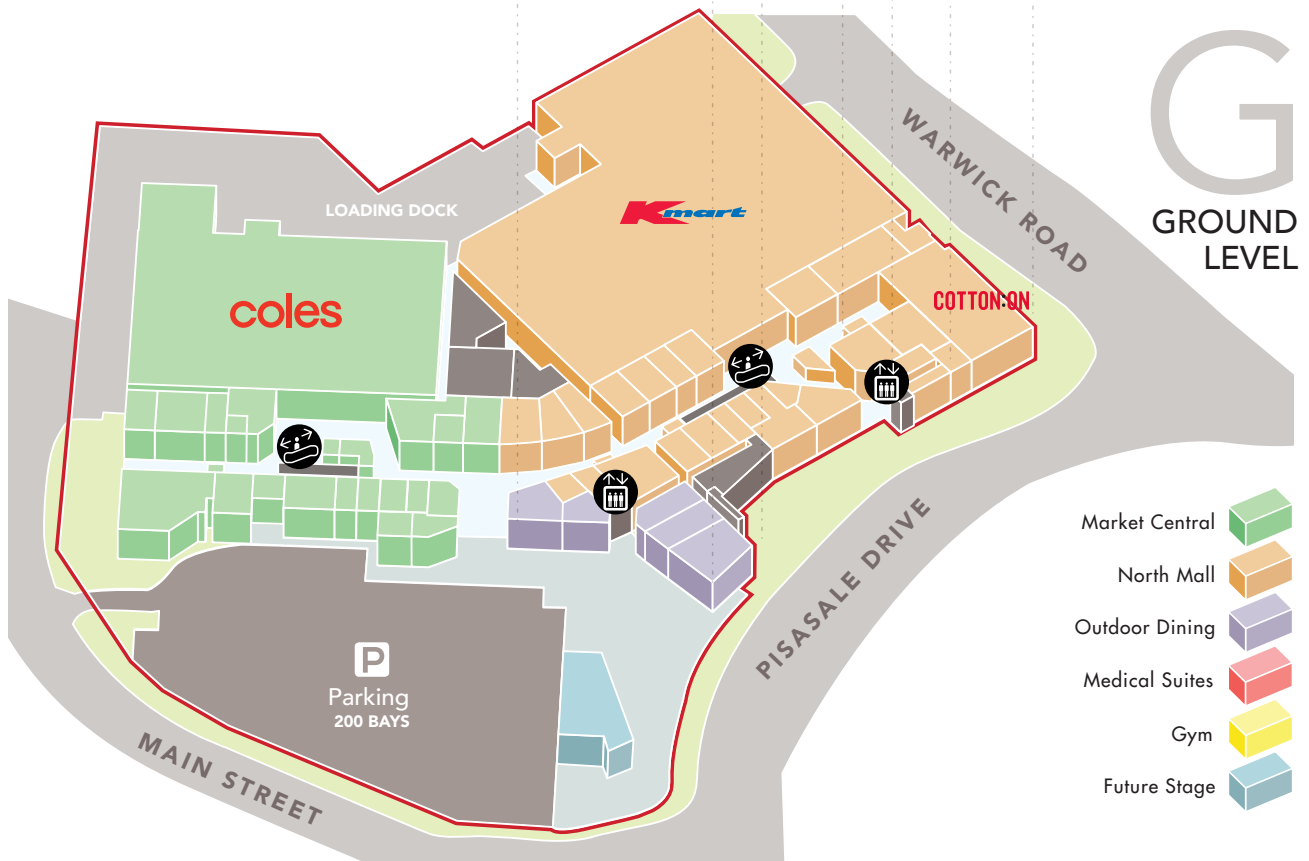 G
GROUND
LEVEL
WARWICK ROAD
LOADING DOCK
Kmart
coles
COTTON:ON
PISASALE DRIVE
P
Parking
200 BAYS
MAIN STREET
Market Central
North Mall
Outdoor Dining
Medical Suites
Gym
Future Stage